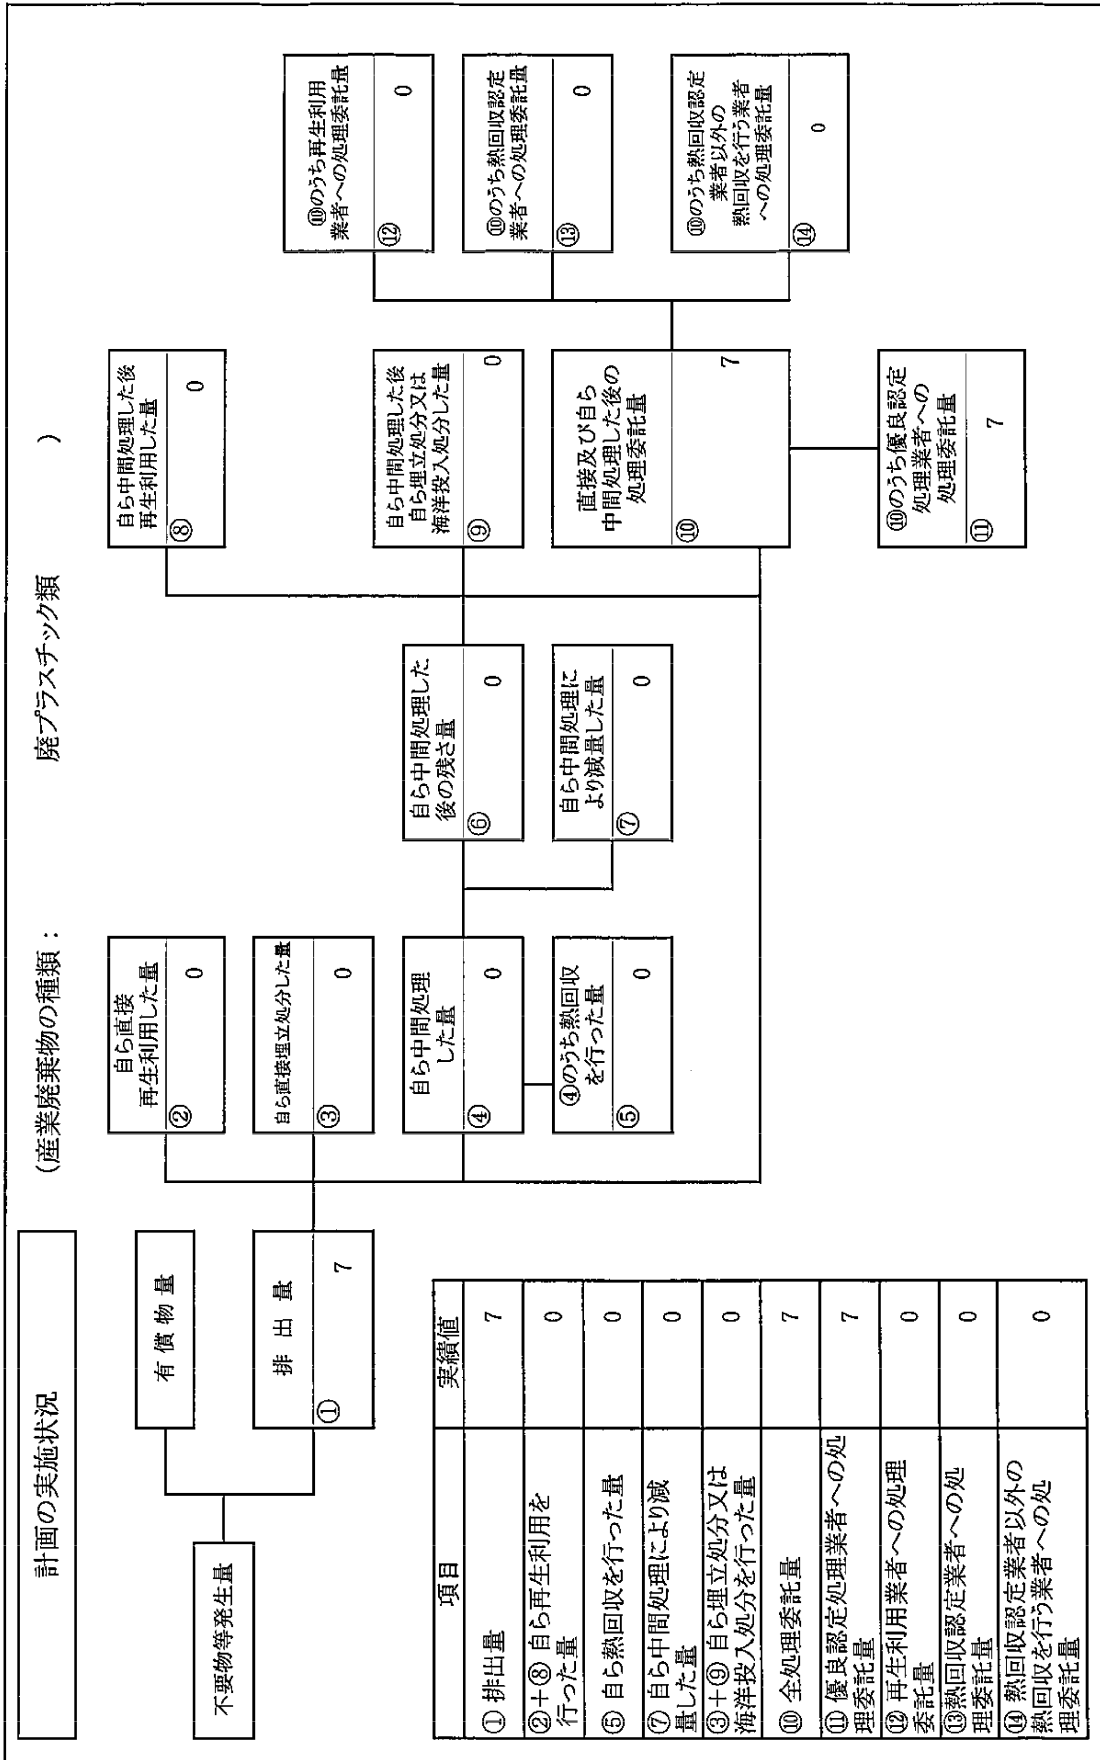 計画の実施状況
(産業廃棄物の種類： 廃プラスチック類 )
不要物等発生量
有 償 物 量
排 出 量
① 7
自ら直接
再生利用した量
② 0
自ら直接埋立処分した量
③ 0
自ら中間処理
した量
④ 0
④のうち熱回収
を行った量
⑤ 0
自ら中間処理した
後の残さ量
⑥ 0
自ら中間処理に
より減量した量
⑦ 0
自ら中間処理した後
再生利用した量
⑧ 0
自ら中間処理した後
自ら埋立処分又は
海洋投入処分した量
⑨ 0
直接及び自ら
中間処理した後の
処理委託量
⑩ 7
⑩のうち優良認定
処理業者への
処理委託量
⑪ 7
⑩のうち再生利用
業者への処理委託量
⑫ 0
⑩のうち熱回収認定
業者への処理委託量
⑬ 0
⑩のうち熱回収認定
業者以外の
熱回収を行う業者
への処理委託量
⑭ 0
項目 実績値
① 排出量 7
②＋⑧ 自ら再生利用を
行った量 0
⑤ 自ら熱回収を行った量 0
⑦ 自ら中間処理により減
量した量 0
③＋⑨ 自ら埋立処分又は
海洋投入処分を行った量 0
⑩ 全処理委託量 7
⑪ 優良認定処理業者への処
理委託量 7
⑫ 再生利用業者への処理
委託量 0
⑬熱回収認定業者への処
理委託量 0
⑭ 熱回収認定業者以外の
熱回収を行う業者への処
理委託量 0